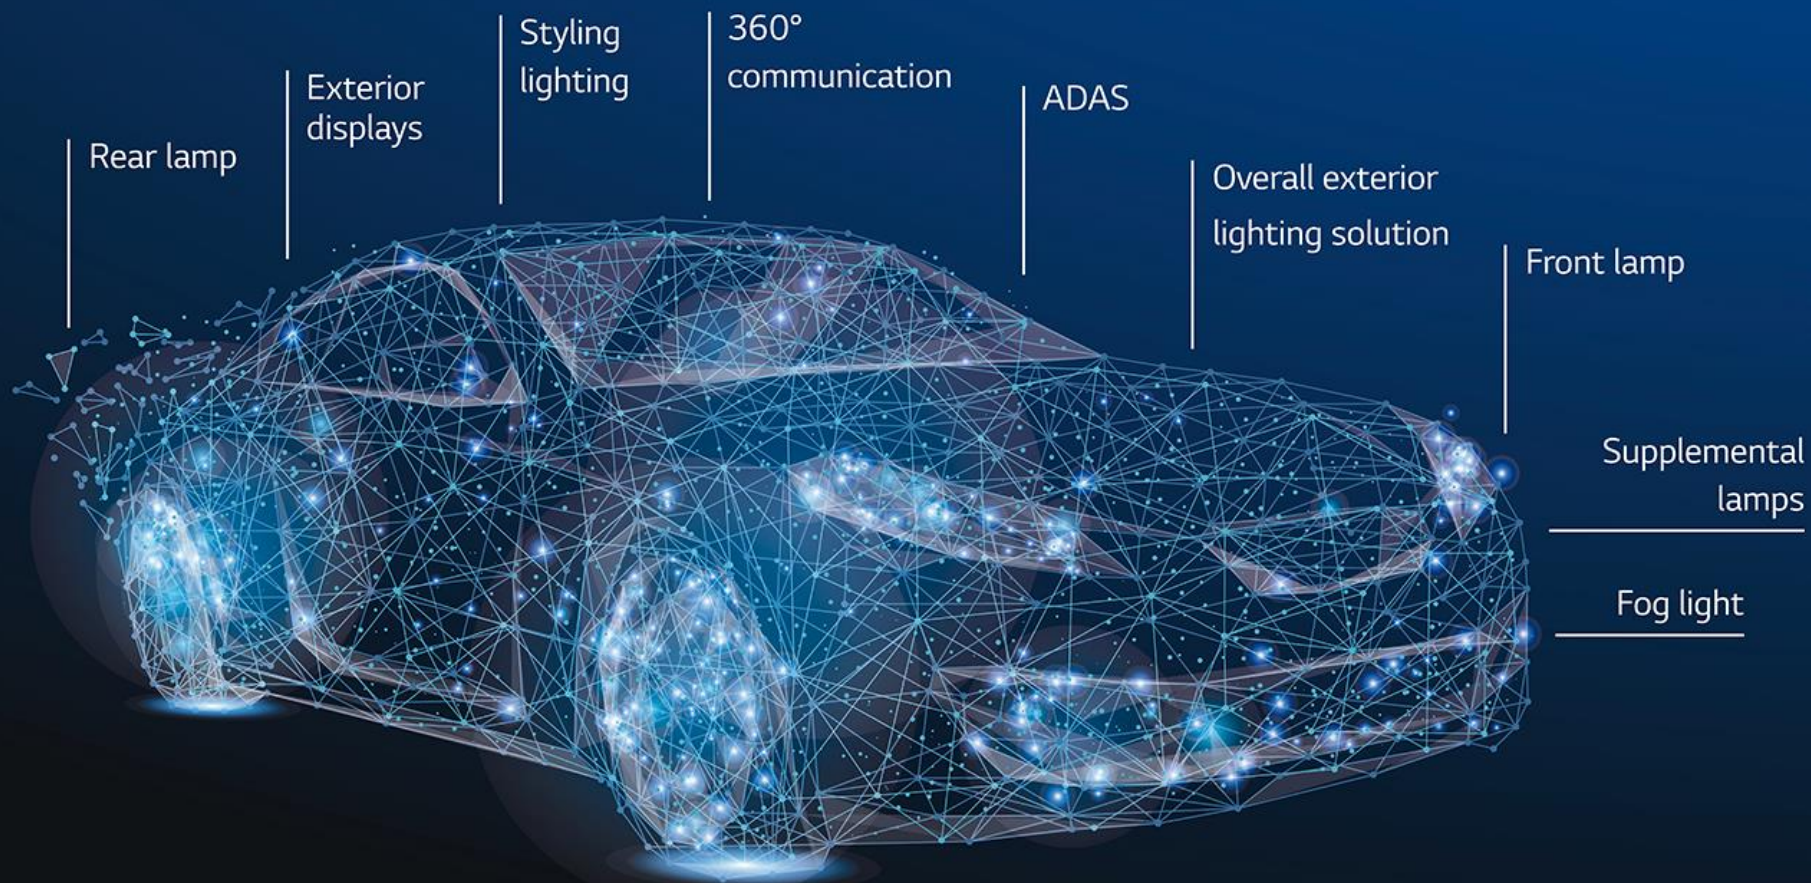 Rear lamp
Exterior
displays
Styling
lighting
360°
communication
ADAS
Overall exterior
lighting solution
Front lamp
Supplemental
lamps
Fog light